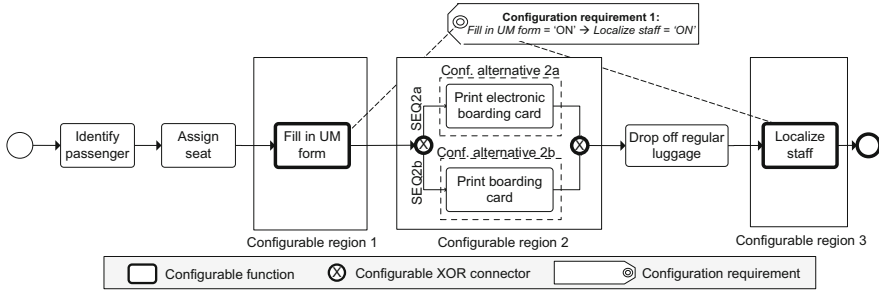 Configuration requirement 1:
Fill in UM form = 'ON' → Localize staff = 'ON'
Identify
passenger
Assign
seat
Fill in UM
form
Configurable region 1
Conf. alternative 2a
SEQ2a
Print electronic
boarding card
X
X
Conf. alternative 2b
SEQ2b
Print boarding
card
Configurable region 2
Drop off regular
luggage
Localize
staff
Configurable region 3
Configurable function
X
Configurable XOR connector
Configuration requirement